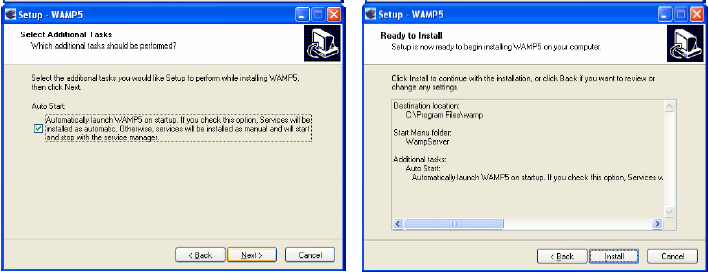 Setup - WAMP5
Select Additional Tasks
Which additional tasks should be performed?
Select the additional tasks you would like Setup to perform while installing WAMP5,
then click Next.
Auto Start:
Automatically launch WAMP5 on startup. If you check this option, Services will be
installed as automatic. Otherwise, services will be installed as manual and will start
and stop with the service manager.
< Back
Next >
Cancel
Setup - WAMP5
Ready to Install
Setup is now ready to begin installing WAMP5 on your computer.
Click Install to continue with the installation, or click Back if you want to review or
change any settings.
Destination location:
C:\Program Files\wamp
Start Menu folder:
WampServer
Additional tasks:
Auto Start:
Automatically launch WAMP5 on startup. If you check this option, Services w
< Back
Install
Cancel